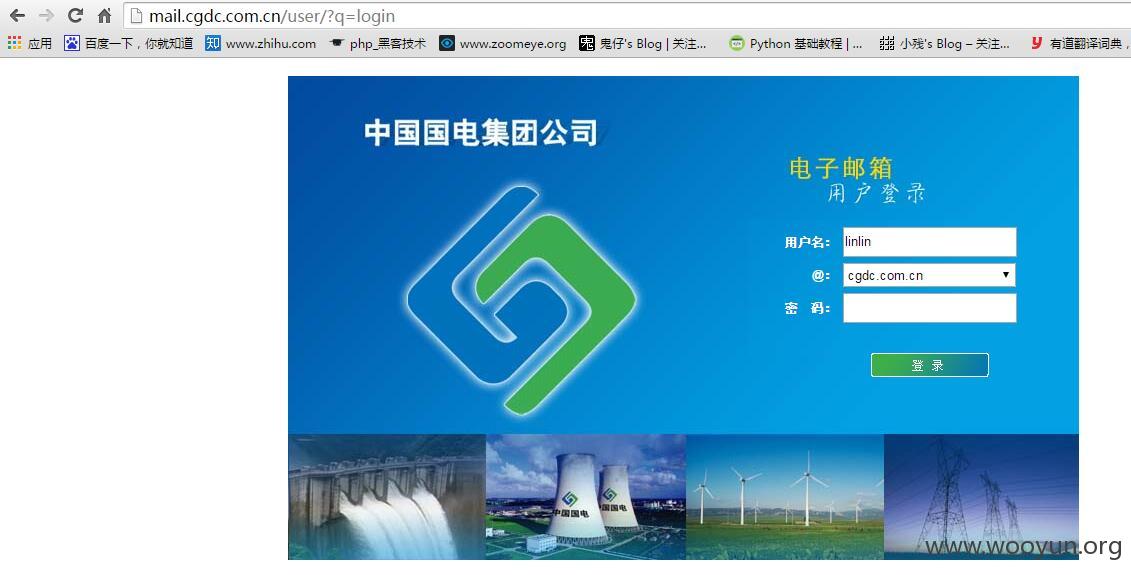 mail.cgdc.com.cn/user/?q=login
应用 百度一下，你就知道 知 www.zhihu.com php_黑客技术 www.zoomeye.org 鬼 鬼仔's Blog | 关注... Python 基础教程 | ... 小残's Blog – 关注... 有道翻译词典，
中国国电集团公司
电子邮箱
用户登录
用户名： linlin
@： cgdc.com.cn
密 码：
登 录
中国国电
中国国电
www.wooyun.org